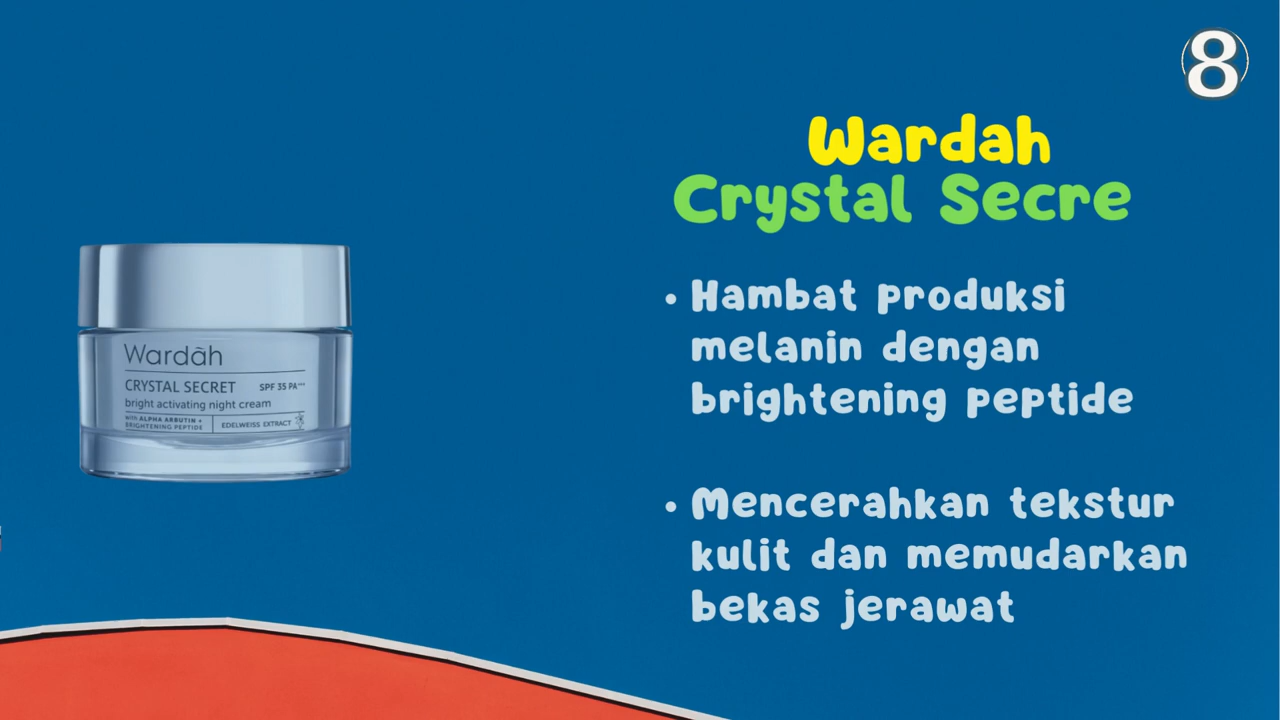 8
Wardah
Crystal Secre
• Hambat produksi
melanin dengan
brightening peptide
• Mencerahkan tekstur
kulit dan memudarkan
bekas jerawat
Wardāh
CRYSTAL SECRET SPF 35 PA+++
bright activating night cream
with ALPHA ARBUTIN +
BRIGHTENING PEPTIDE
EDELWEISS EXTRACT